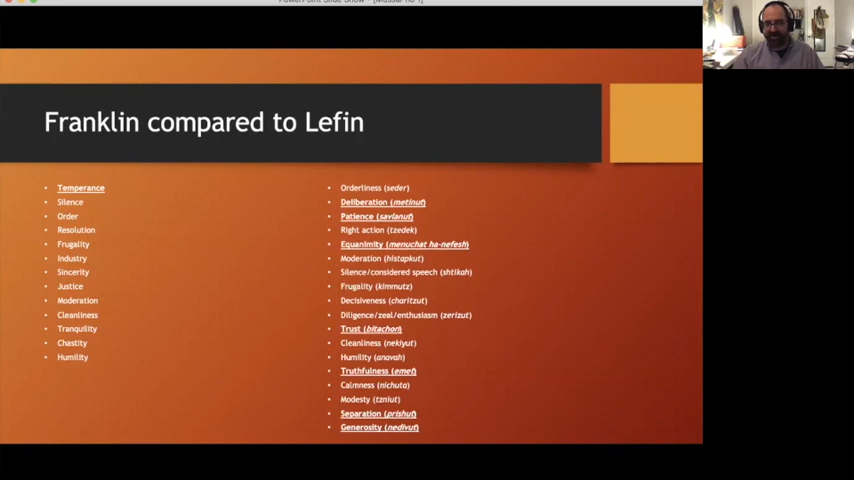 PowerPoint Slide Show - [Mussar no 1]
Franklin compared to Lefin
Temperance
Silence
Order
Resolution
Frugality
Industry
Sincerity
Justice
Moderation
Cleanliness
Tranquility
Chastity
Humility
Orderliness (seder)
Deliberation (metinut)
Patience (savlanut)
Right action (tzedek)
Equanimity (menuchat ha-nefesh)
Moderation (histapkut)
Silence/considered speech (shtikah)
Frugality (kimmutz)
Decisiveness (charitzut)
Diligence/zeal/enthusiasm (zerizut)
Trust (bitachon)
Cleanliness (nekiyut)
Humility (anavah)
Truthfulness (emet)
Calmness (nichuta)
Modesty (tzniut)
Separation (prishut)
Generosity (nedivut)